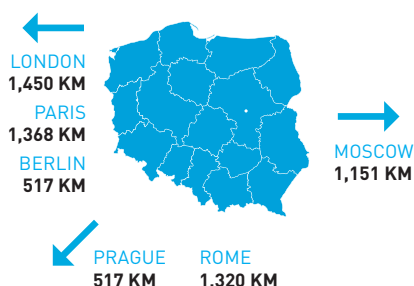 LONDON
1,450 KM
PARIS
1,368 KM
BERLIN
517 KM
MOSCOW
1,151 KM
PRAGUE
517 KM
ROME
1,320 KM